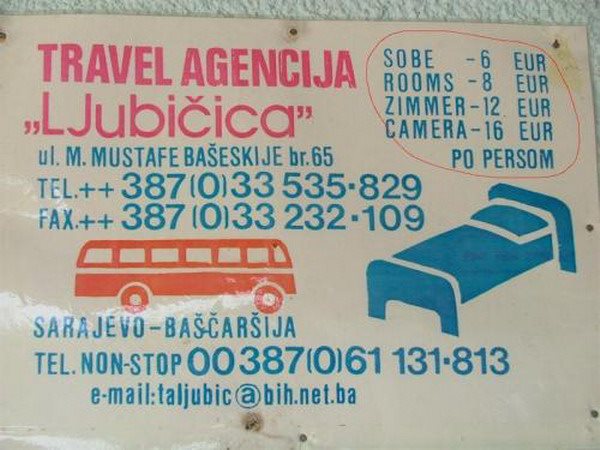 TRAVEL AGENCIJA
„LJubičica”
ul. M. MUSTAFE BAŠESKIJE br.65
TEL.++ 387(0)33 535·829
FAX.++ 387(0)33 232·109
SOBE - 6 EUR
ROOMS - 8 EUR
ZIMMER - 12 EUR
CAMERA - 16 EUR
PO PERSOM
SARAJEVO - BAŠČARŠIJA
TEL. NON-STOP 00387(0)61 131·813
e-mail:taljubic@bih.net.ba